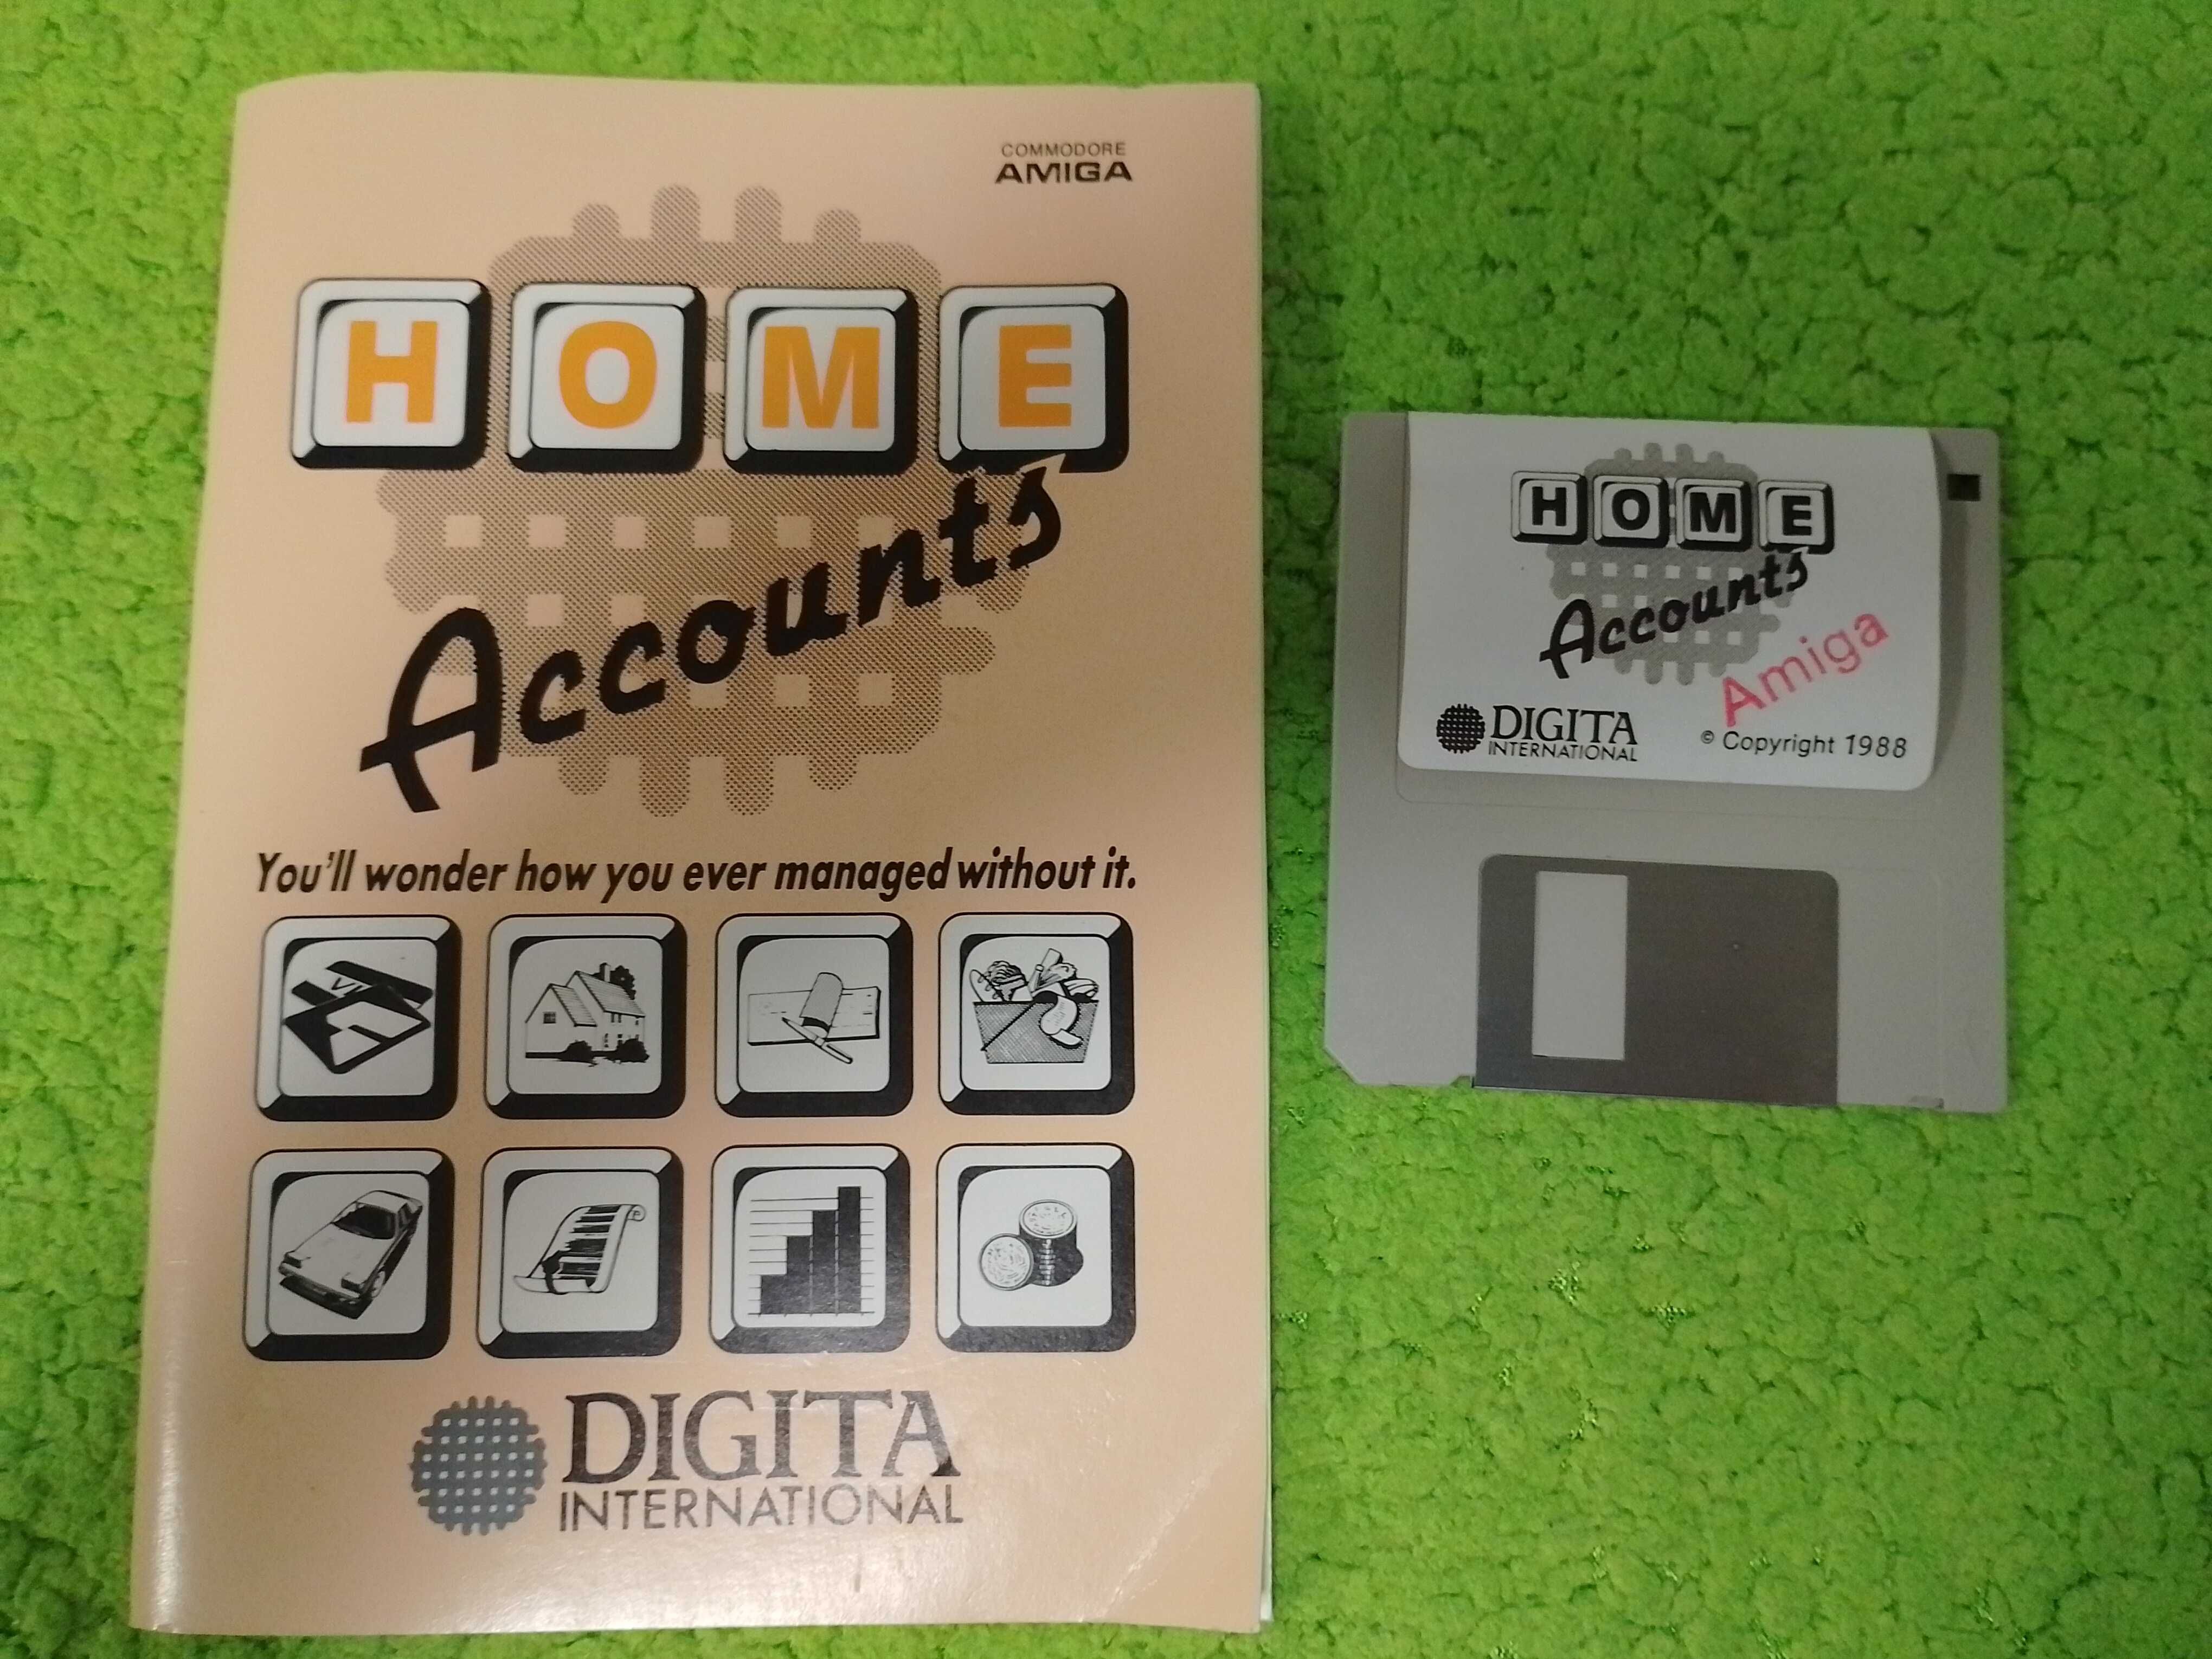 COMMODORE
AMIGA
HOME
Accounts
You'll wonder how you ever managed without it.
DIGITA
INTERNATIONAL
HOME
Accounts
Amiga
DIGITA
INTERNATIONAL
© Copyright 1988